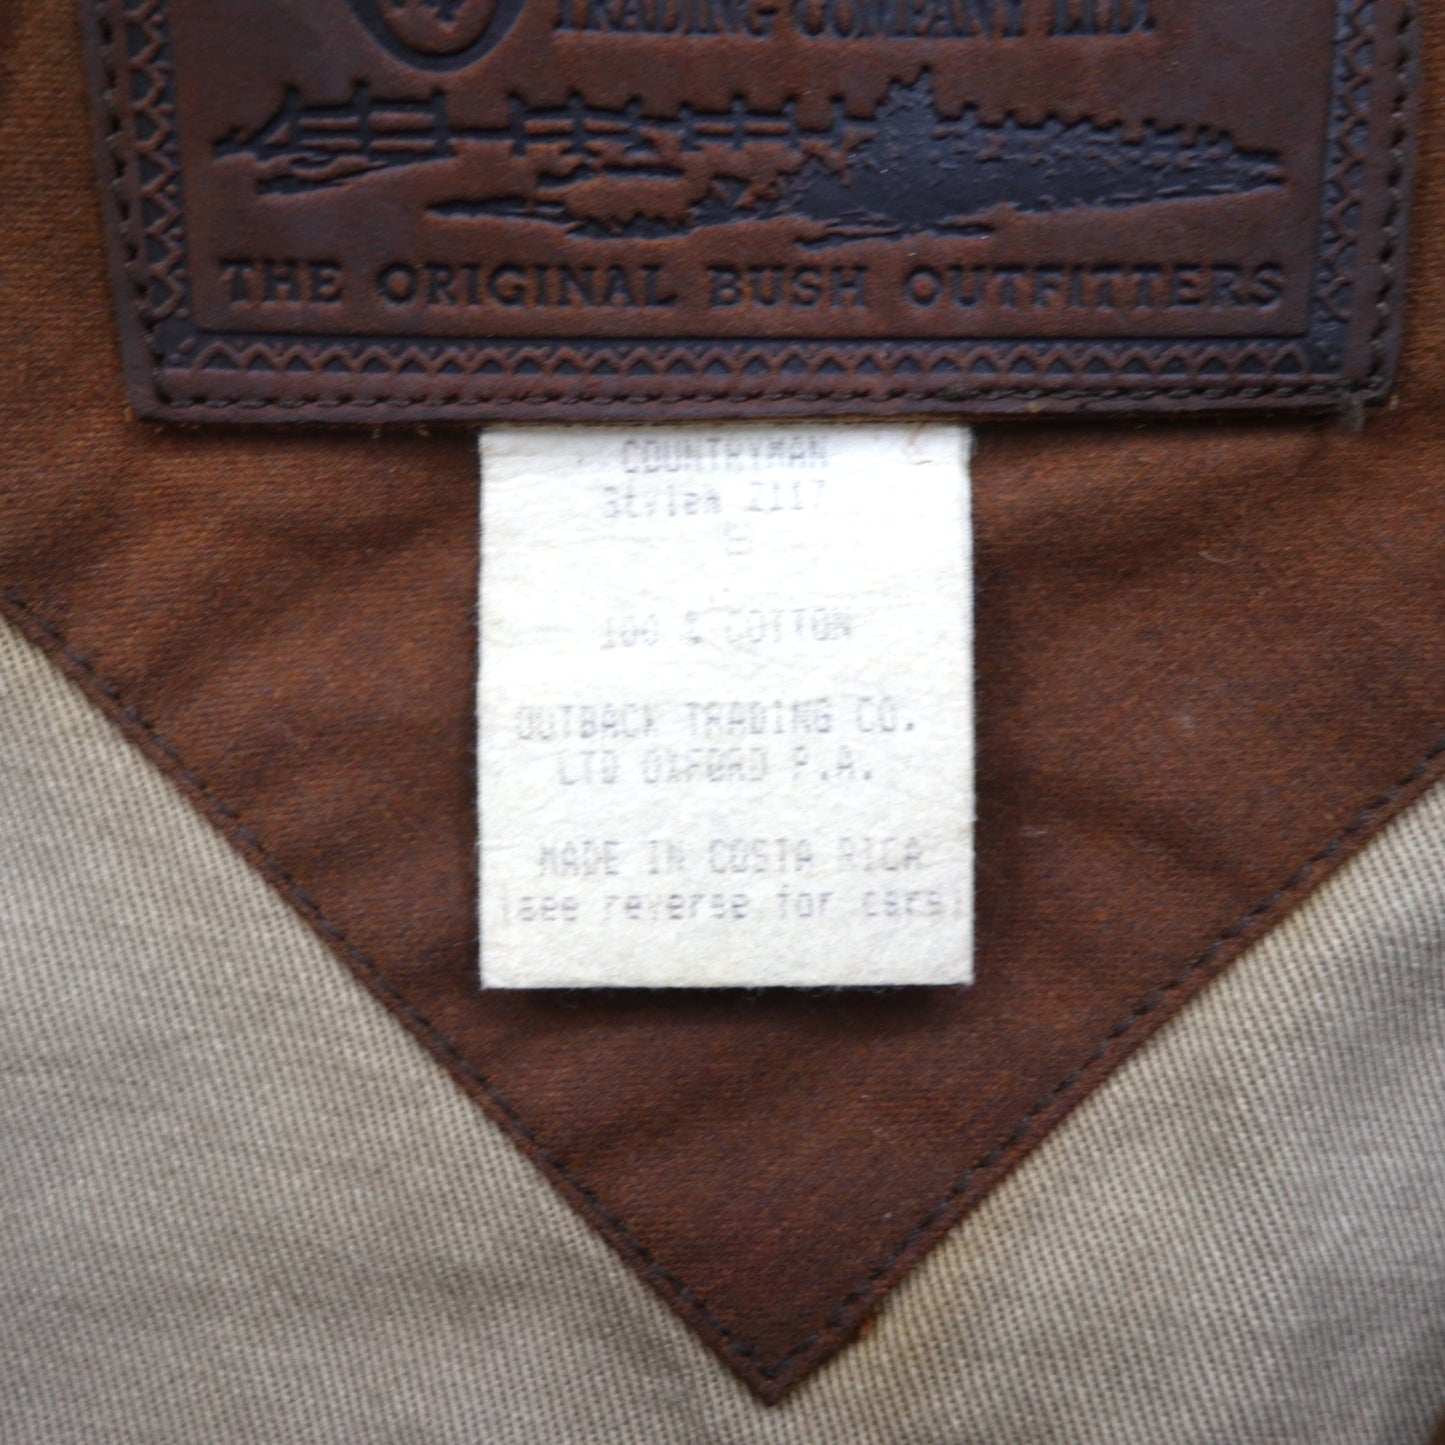 TRADING COMPANY LTD.
THE ORIGINAL BUSH OUTFITTERS
COUNTRYMAN
Style# 2117
100 % COTTON
OUTBACK TRADING CO.
LTD OXFORD P.A.
MADE IN COSTA RICA
(see reverse for care)